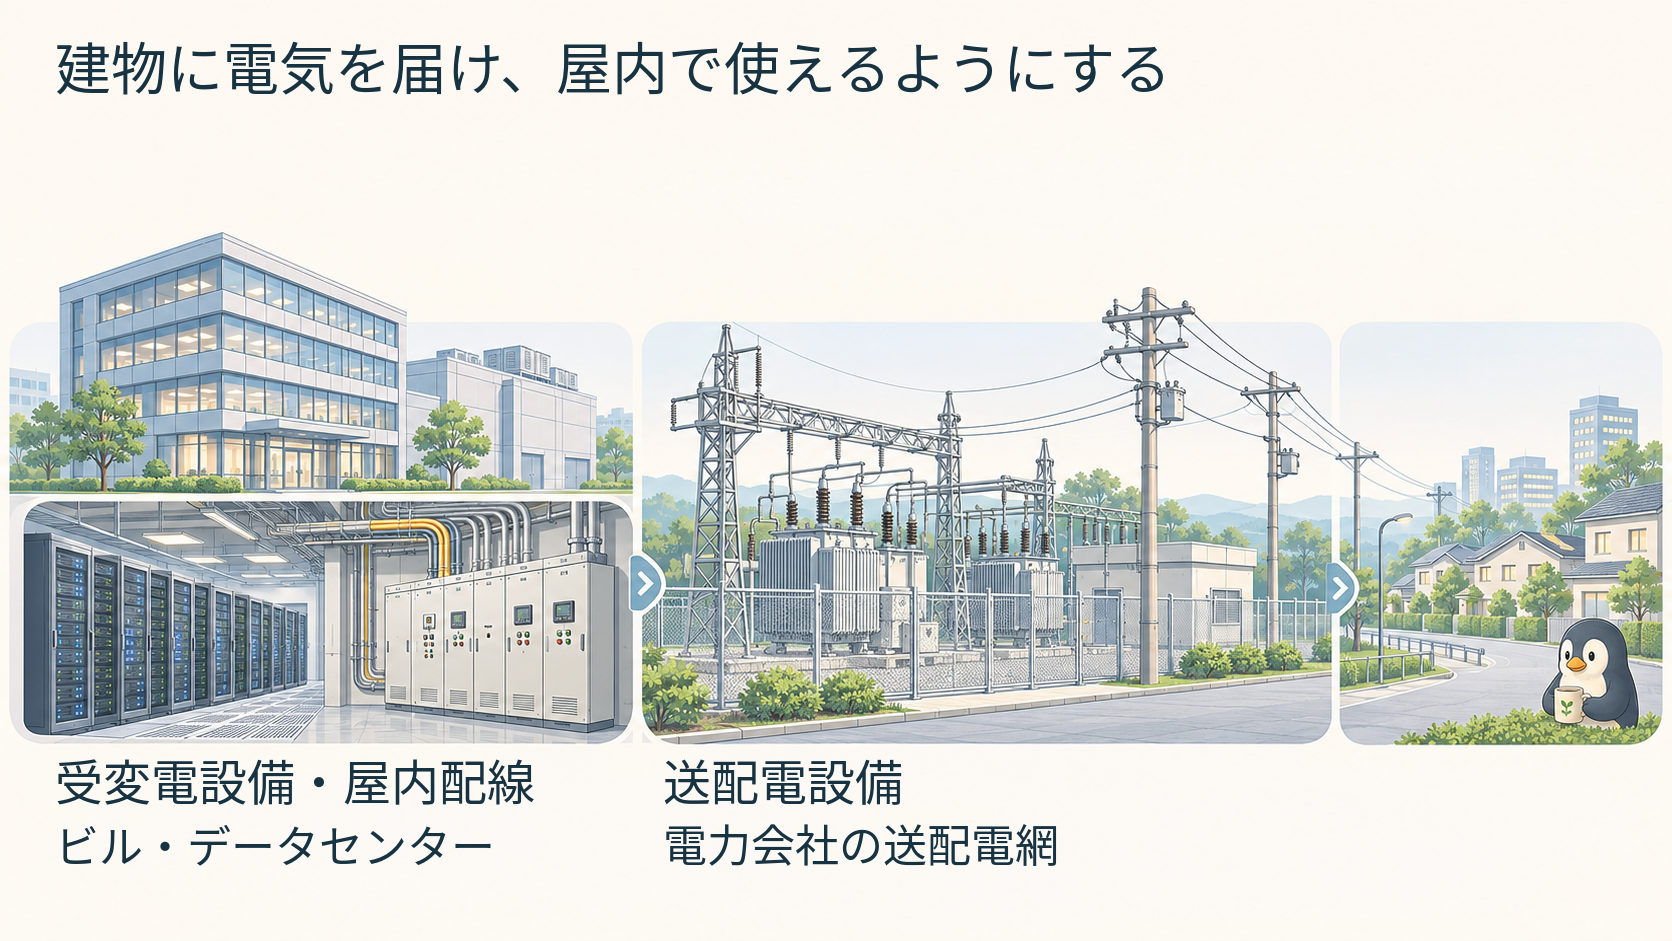 建物に電気を届け、屋内で使えるようにする
受変電設備・屋内配線
ビル・データセンター
送配電設備
電力会社の送配電網